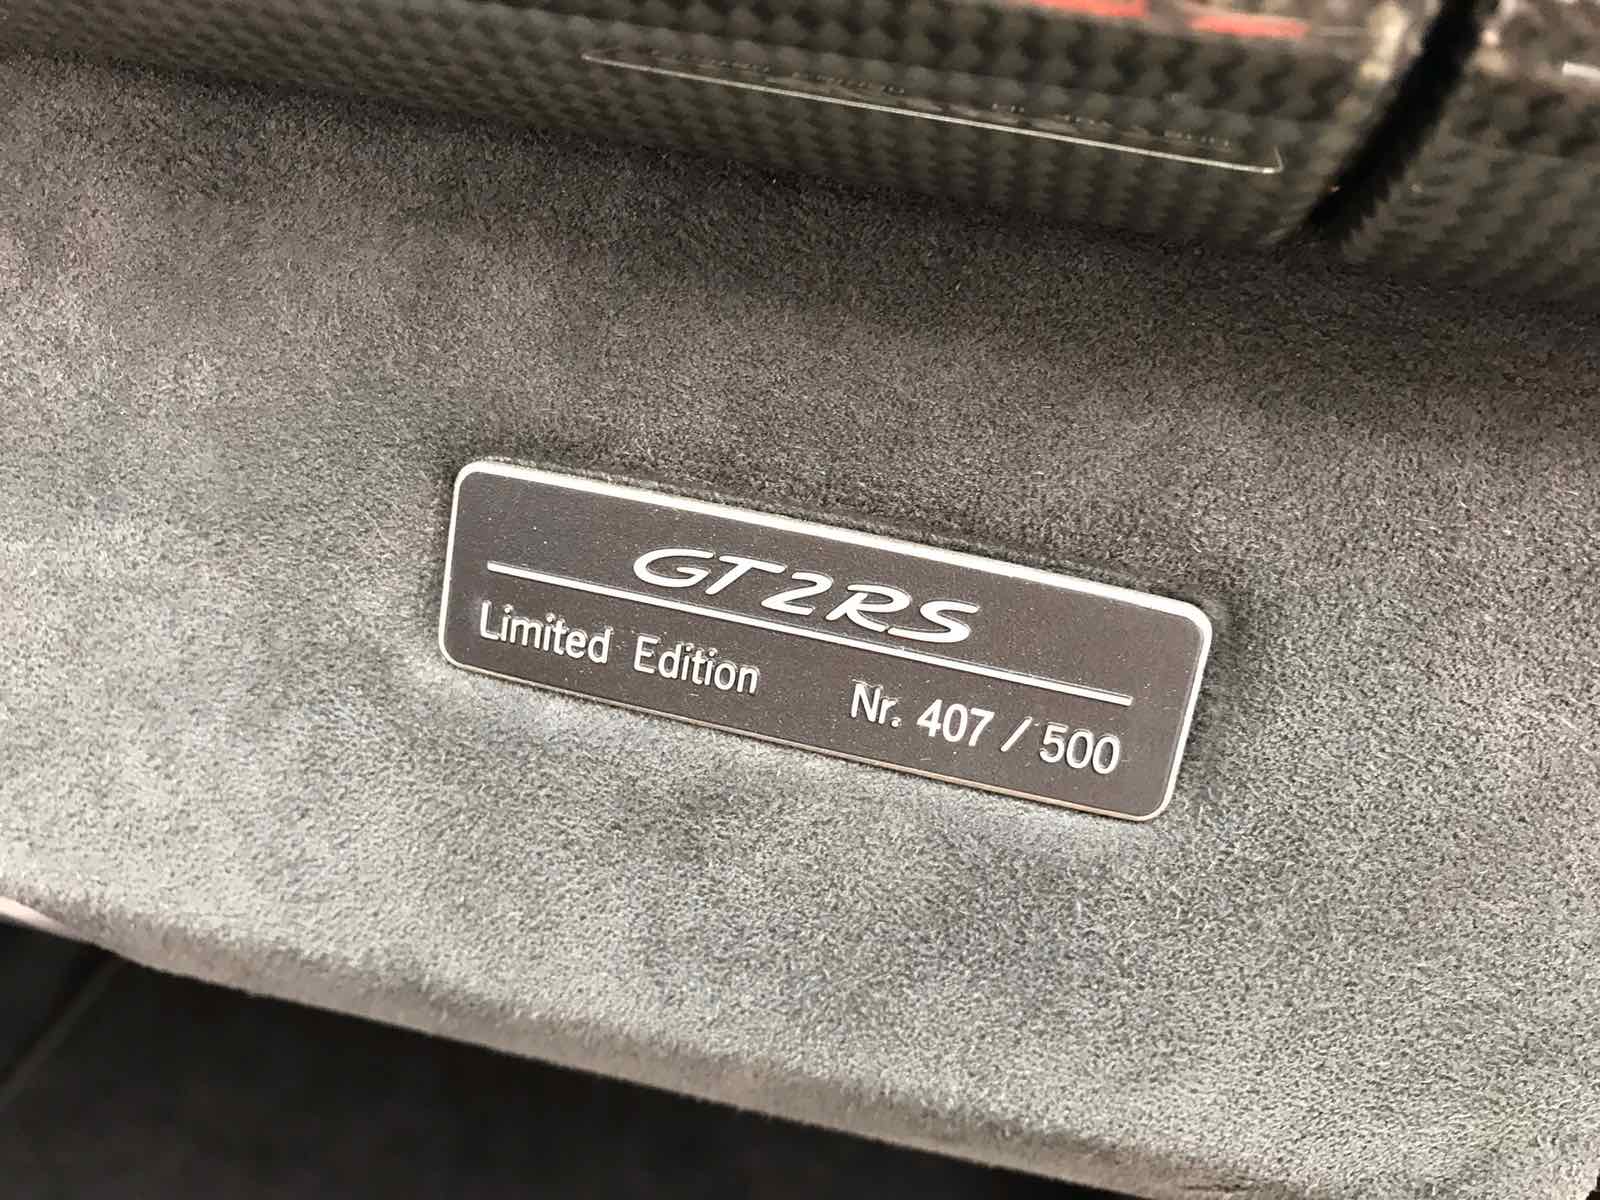 GT2RS
Limited Edition Nr. 407 / 500